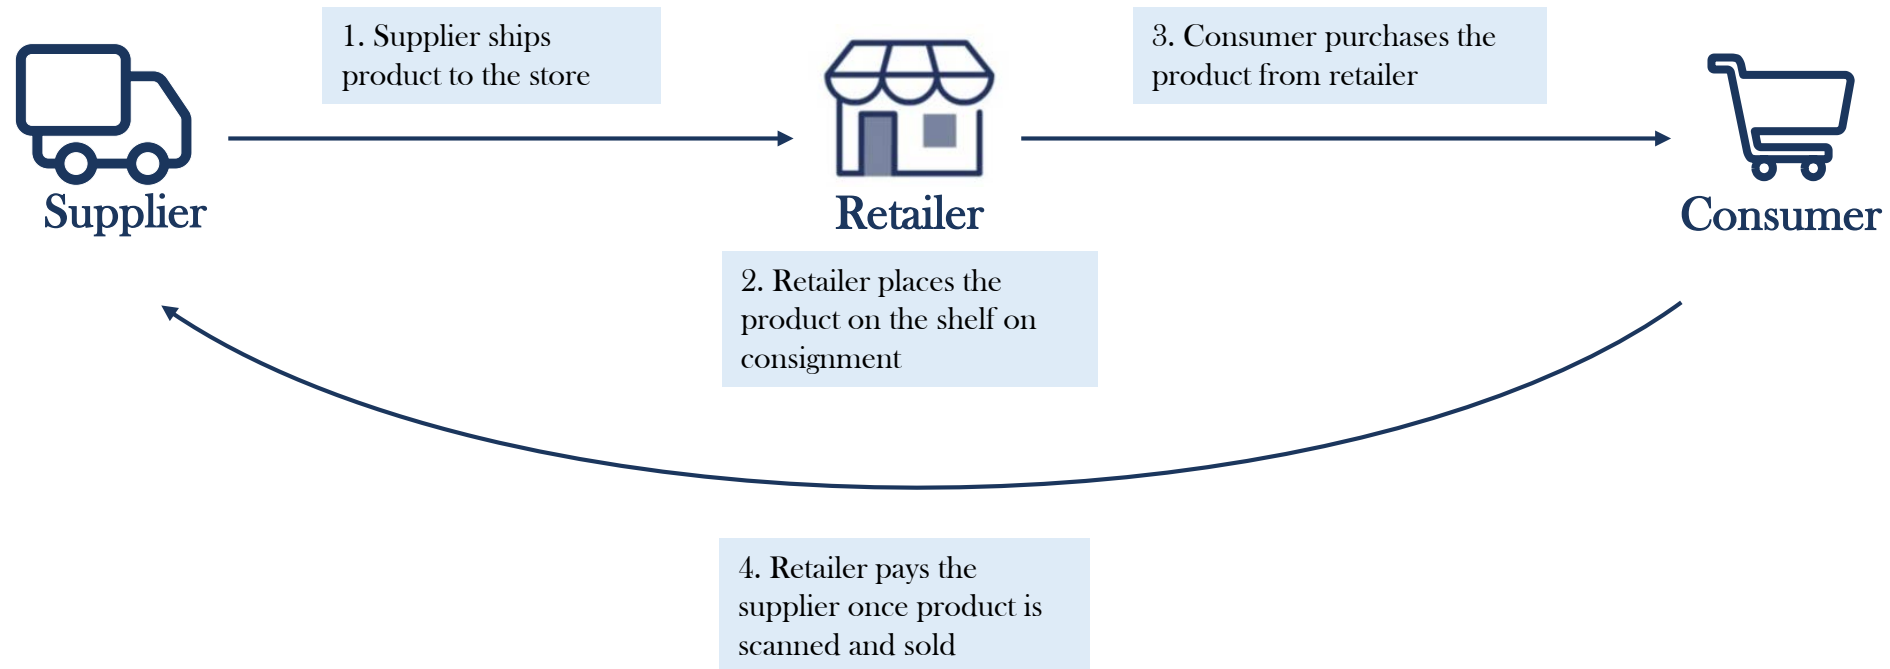 1. Supplier ships
product to the store
3. Consumer purchases the
product from retailer
Supplier
Retailer
Consumer
2. Retailer places the
product on the shelf on
consignment
4. Retailer pays the
supplier once product is
scanned and sold